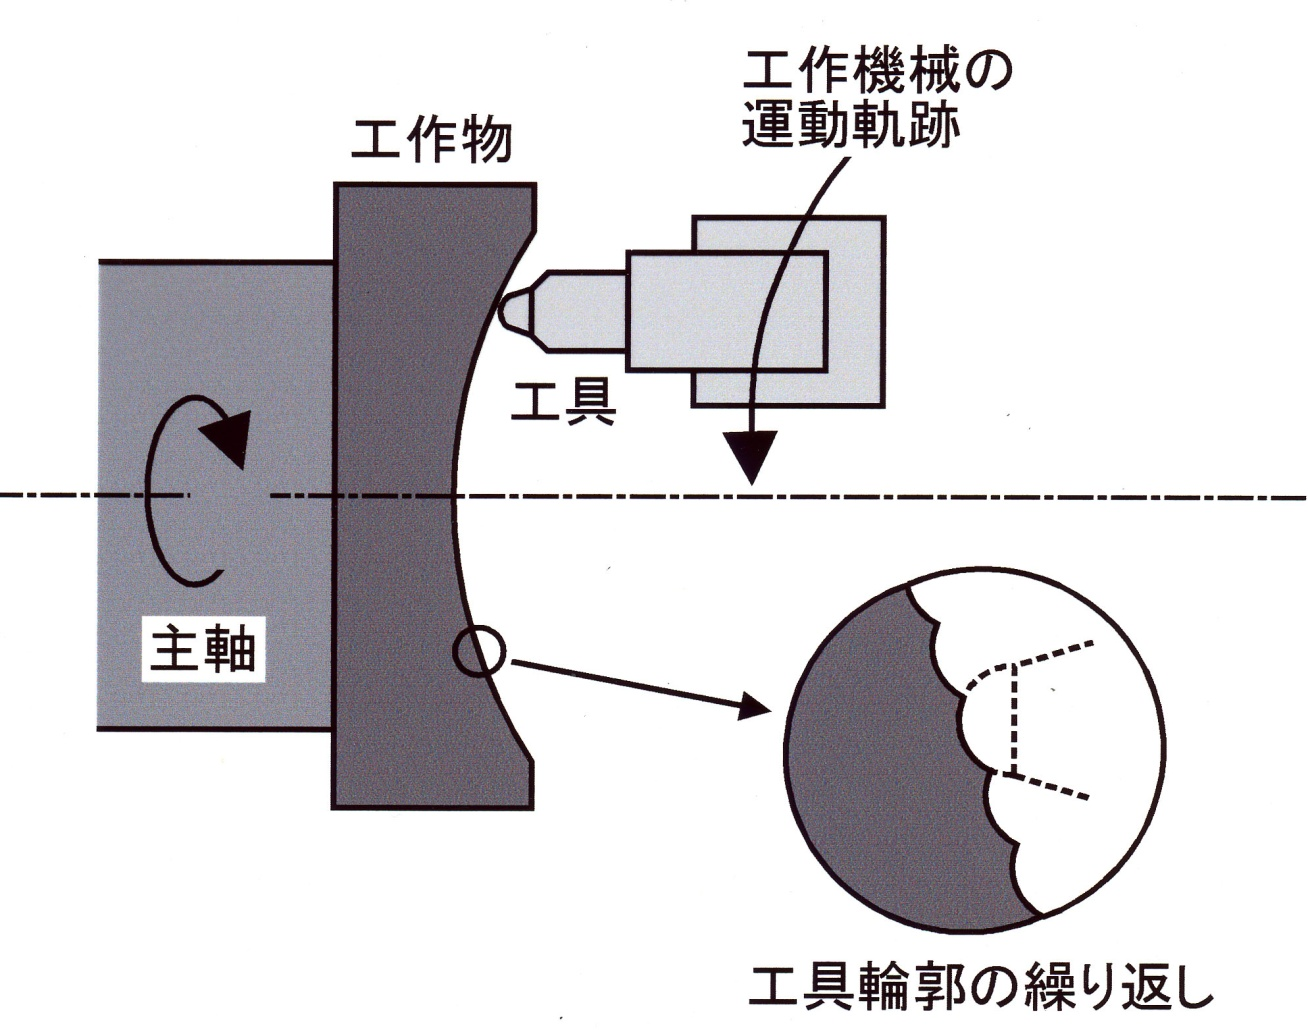 工作機械の
運動軌跡
工作物
工具
主軸
工具輪郭の繰り返し